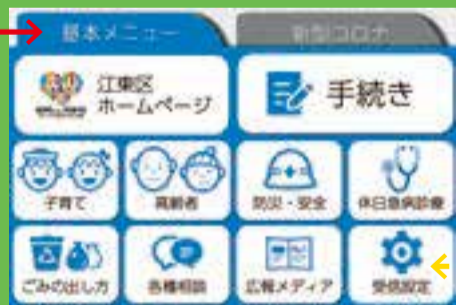 基本メニュー
新型コロナ
江東区
ホームページ
手続き
子育て
高齢者
防災・安全
休日急病診療
ごみの出し方
各種相談
広報メディア
受信設定